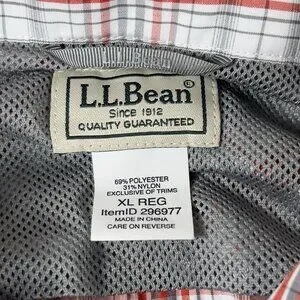 L.L.Bean
Since 1912
QUALITY GUARANTEED
69% POLYESTER
31% NYLON
EXCLUSIVE OF TRIMS
XL REG
ItemID 296977
MADE IN CHINA
CARE ON REVERSE